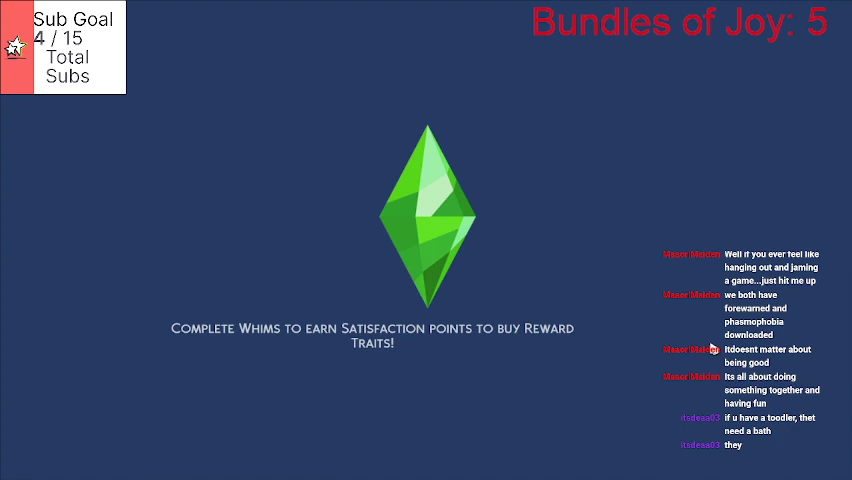 Sub Goal
4 / 15
Total
Subs
Bundles of Joy: 5
COMPLETE WHIMS TO EARN SATISFACTION POINTS TO BUY REWARD
TRAITS!
Well if you ever feel like
hanging out and jaming
a game...just hit me up
we both have
forewarned and
phasmophobia
downloaded
Itdoesnt matter about
being good
Its all about doing
something together and
having fun
itsdeaa03 if u have a toodler, thet
need a bath
itsdeaa03 they